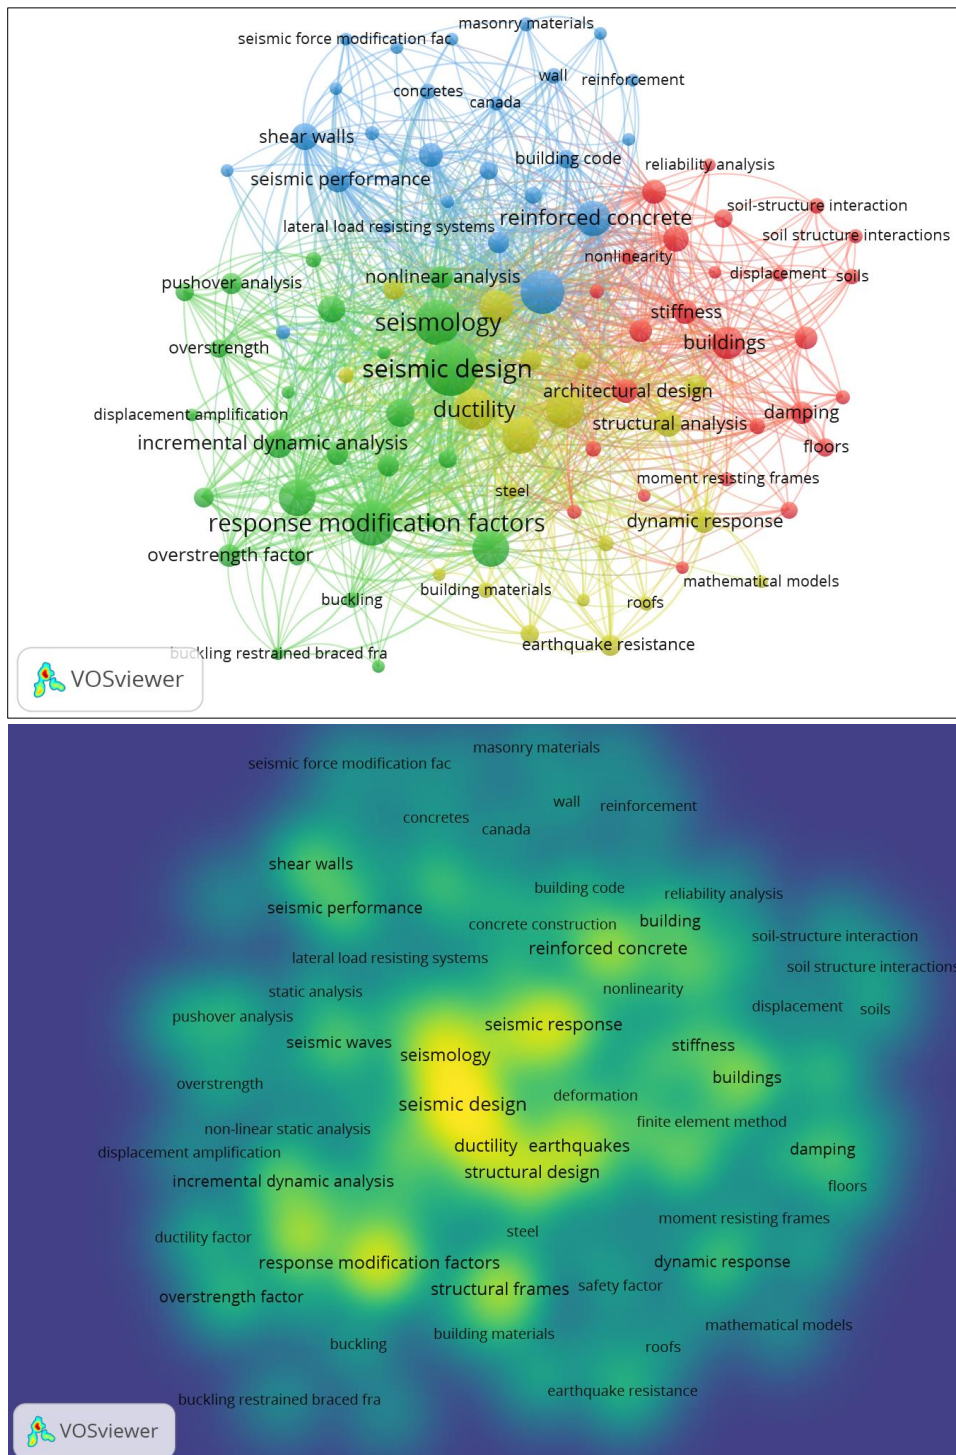 masonry materials
seismic force modification fac
wall
reinforcement
concretes
canada
shear walls
building code
reliability analysis
seismic performance
soil-structure interaction
reinforced concrete
lateral load resisting systems
soil structure interactions
nonlinearity
nonlinear analysis
displacement
soils
pushover analysis
stiffness
seismology
buildings
overstrength
seismic design
architectural design
ductility
displacement amplification
structural analysis
damping
incremental dynamic analysis
floors
moment resisting frames
steel
response modification factors
dynamic response
overstrength factor
mathematical models
building materials
buckling
roofs
earthquake resistance
buckling restrained braced fra
VOSviewer
masonry materials
seismic force modification fac
wall
reinforcement
concretes
canada
shear walls
building code
reliability analysis
seismic performance
concrete construction
building
soil-structure interaction
reinforced concrete
lateral load resisting systems
soil structure interactions
static analysis
nonlinearity
displacement
soils
pushover analysis
seismic response
seismic waves
stiffness
seismology
buildings
overstrength
deformation
seismic design
non-linear static analysis
finite element method
displacement amplification
ductility
earthquakes
damping
structural design
incremental dynamic analysis
floors
moment resisting frames
ductility factor
steel
response modification factors
dynamic response
structural frames
safety factor
overstrength factor
mathematical models
building materials
buckling
roofs
earthquake resistance
buckling restrained braced fra
VOSviewer